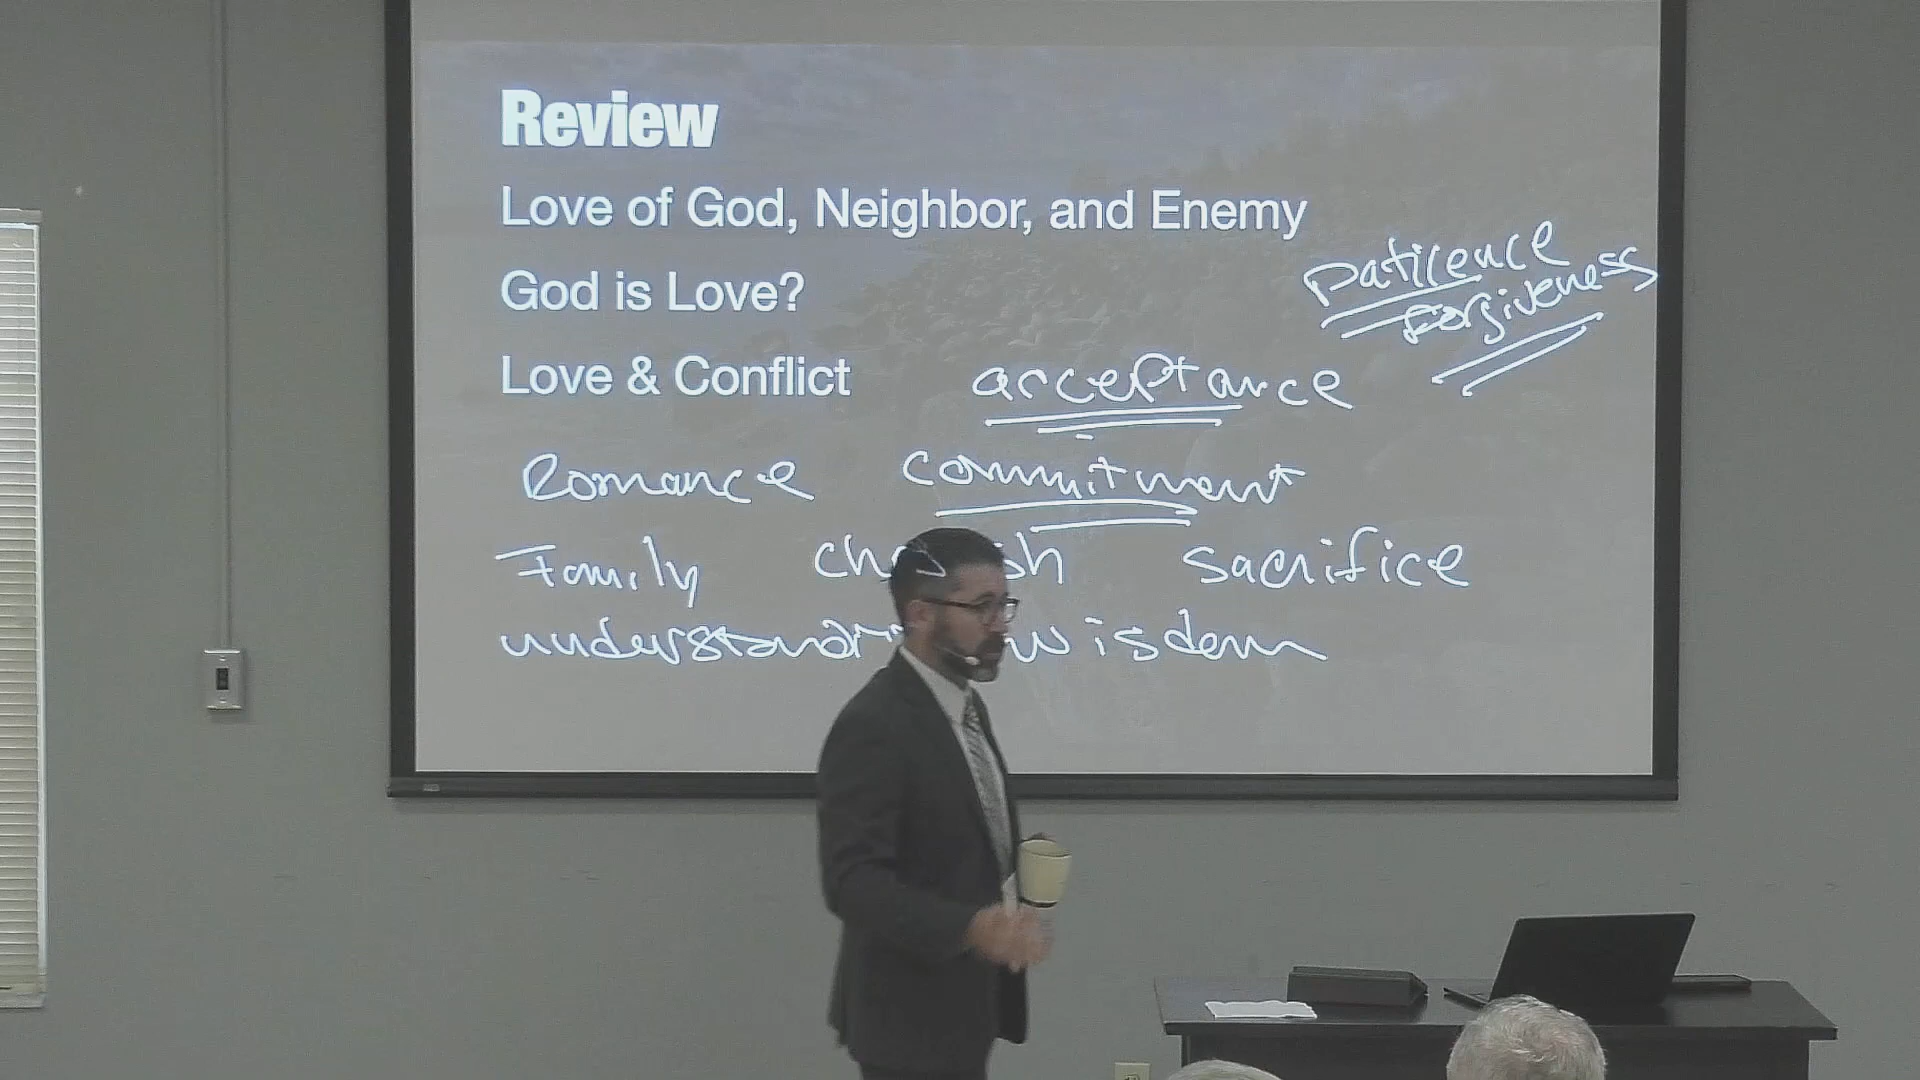 Review
Love of God, Neighbor, and Enemy
God is Love?
paticence
forgiveness
Love & Conflict acceptance
Romance commitment
Family sacrifice
wisdom